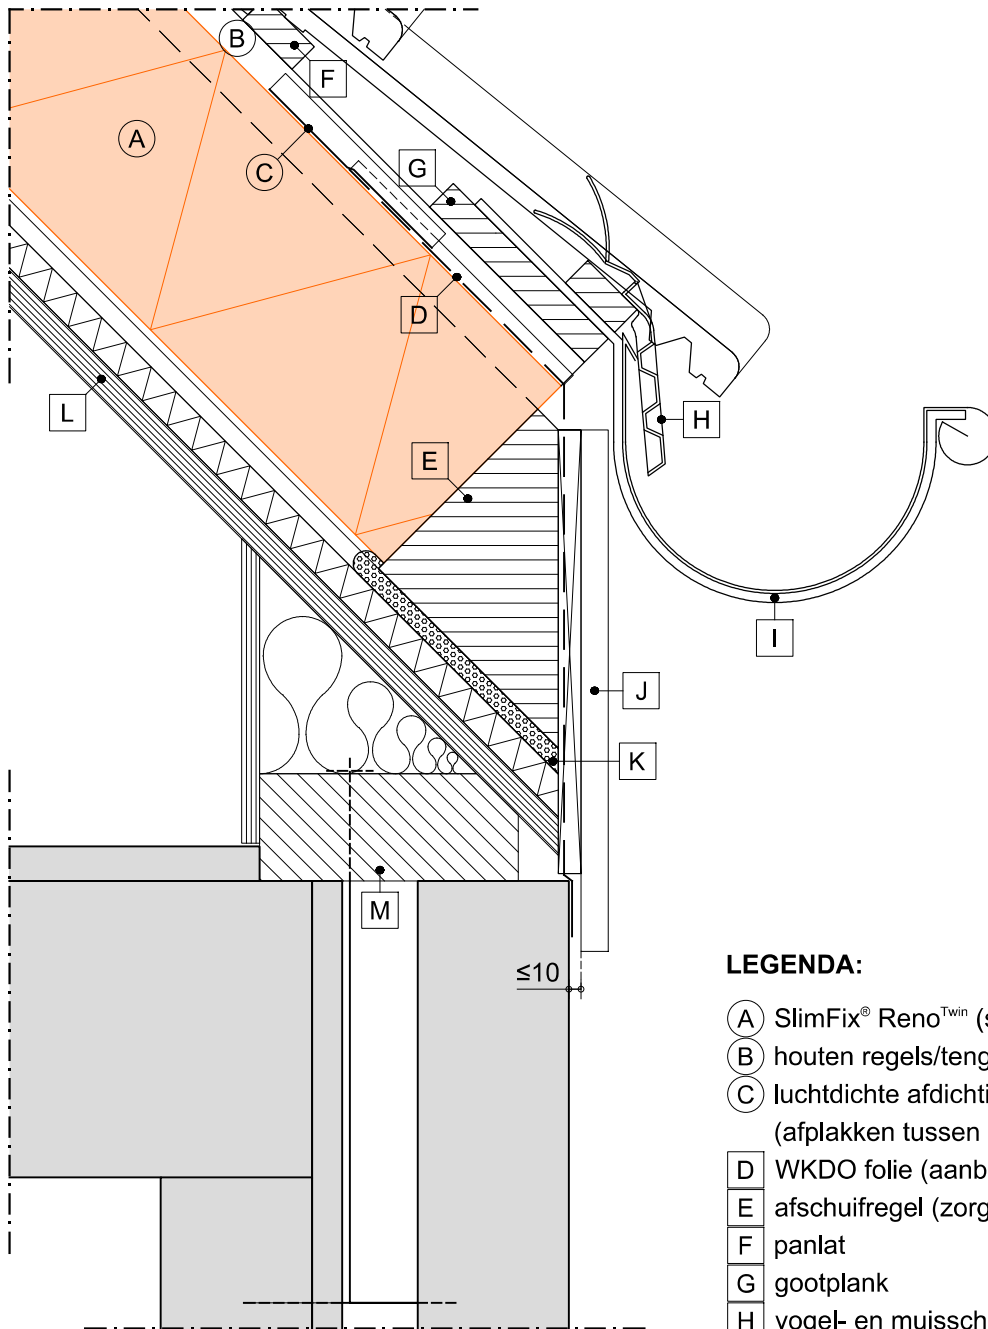 B
F
A
C
G
D
H
L
E
I
J
K
M
≤10
LEGENDA:
A SlimFix® Reno^Twin
B houten regels/teng
C luchtdichte afdichti
(afplakken tussen
D WKDO folie (aanb
E afschuifregel (zorg
F panlat
G gootplank
H vogel- en muissch